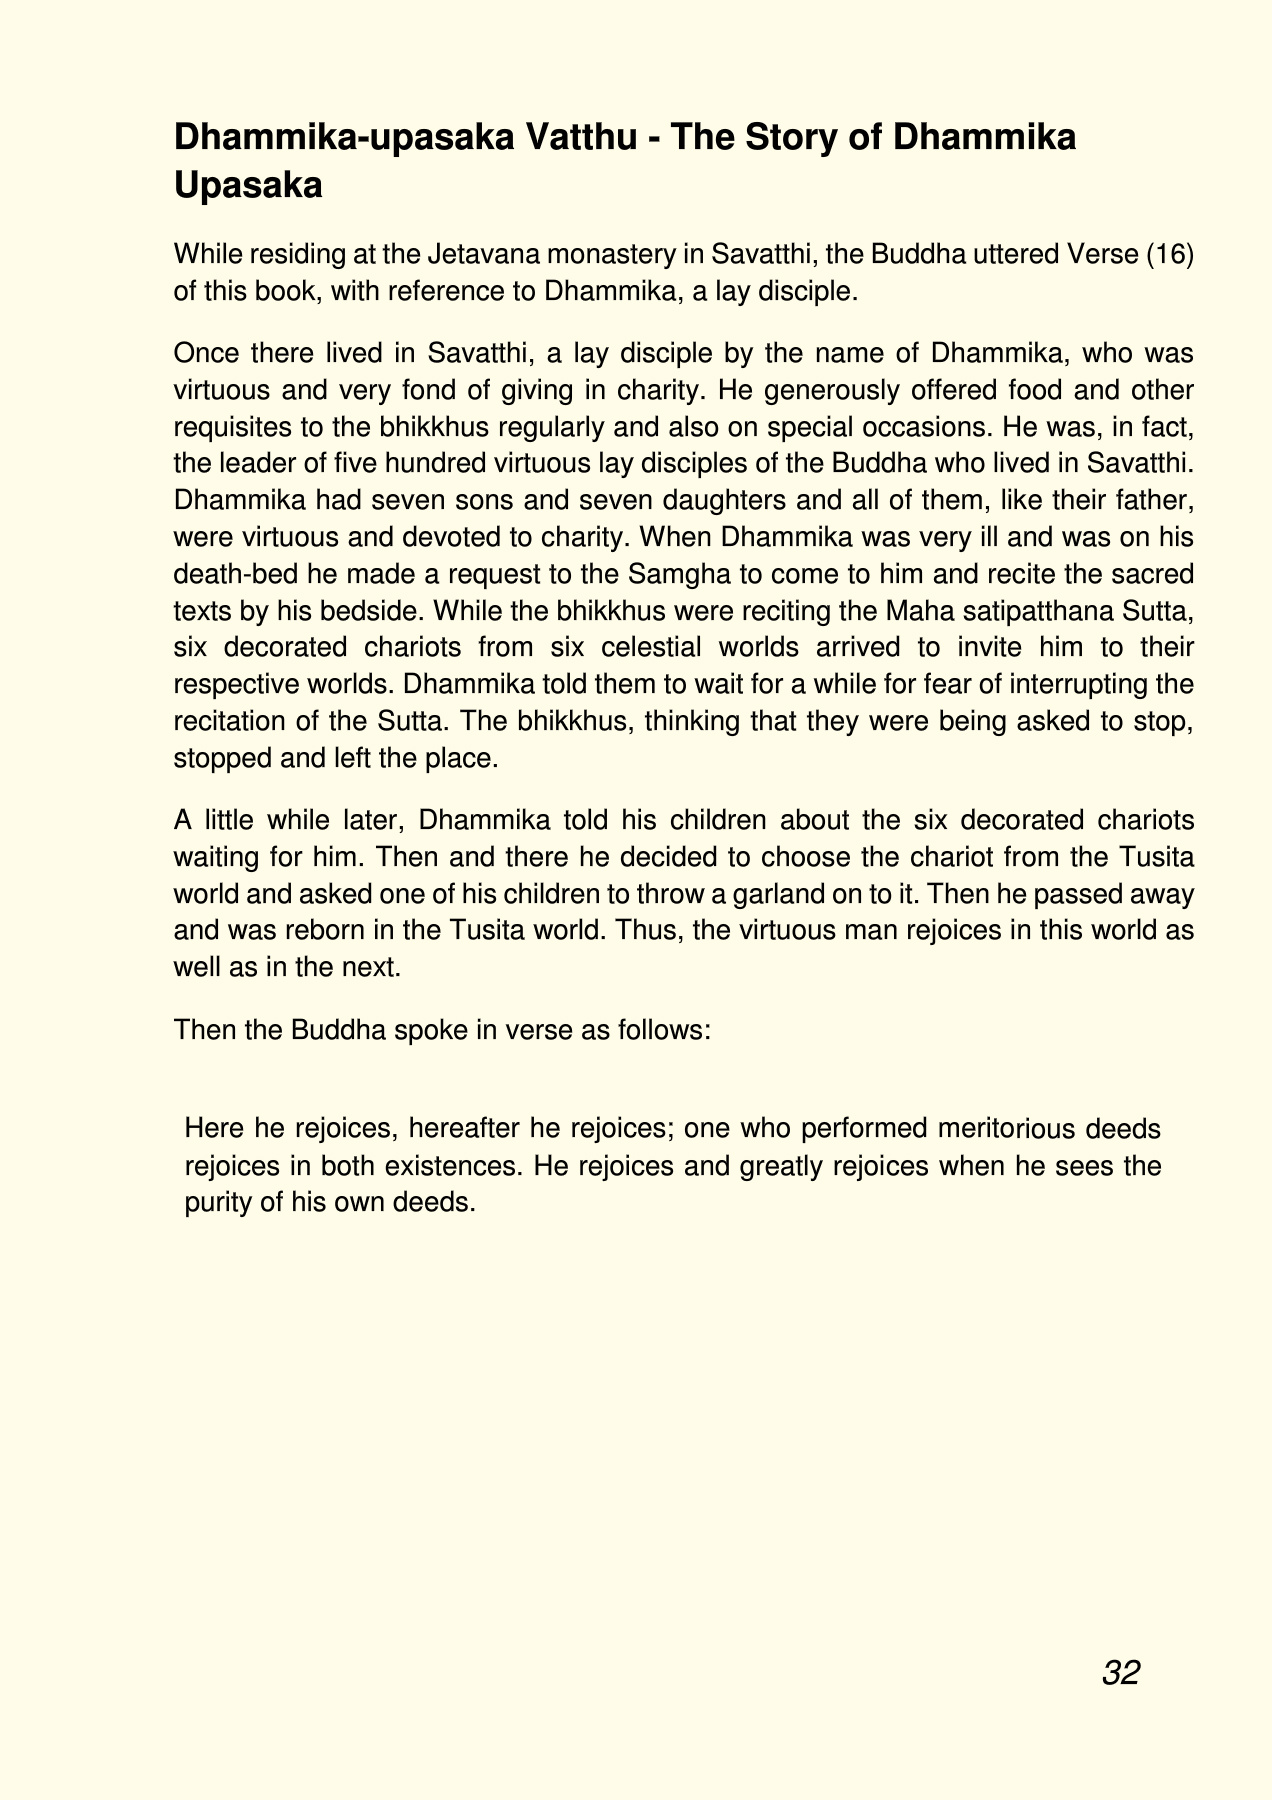 Dhammika-upasaka Vatthu - The Story of Dhammika
Upasaka
While residing at the Jetavana monastery in Savatthi, the Buddha uttered Verse (16)
of this book, with reference to Dhammika, a lay disciple.
Once there lived in Savatthi, a lay disciple by the name of Dhammika, who was
virtuous and very fond of giving in charity. He generously offered food and other
requisites to the bhikkhus regularly and also on special occasions. He was, in fact,
the leader of five hundred virtuous lay disciples of the Buddha who lived in Savatthi.
Dhammika had seven sons and seven daughters and all of them, like their father,
were virtuous and devoted to charity. When Dhammika was very ill and was on his
death-bed he made a request to the Samgha to come to him and recite the sacred
texts by his bedside. While the bhikkhus were reciting the Maha satipatthana Sutta,
six decorated chariots from six celestial worlds arrived to invite him to their
respective worlds. Dhammika told them to wait for a while for fear of interrupting the
recitation of the Sutta. The bhikkhus, thinking that they were being asked to stop,
stopped and left the place.
A little while later, Dhammika told his children about the six decorated chariots
waiting for him. Then and there he decided to choose the chariot from the Tusita
world and asked one of his children to throw a garland on to it. Then he passed away
and was reborn in the Tusita world. Thus, the virtuous man rejoices in this world as
well as in the next.
Then the Buddha spoke in verse as follows:
Here he rejoices, hereafter he rejoices; one who performed meritorious deeds
rejoices in both existences. He rejoices and greatly rejoices when he sees the
purity of his own deeds.
32